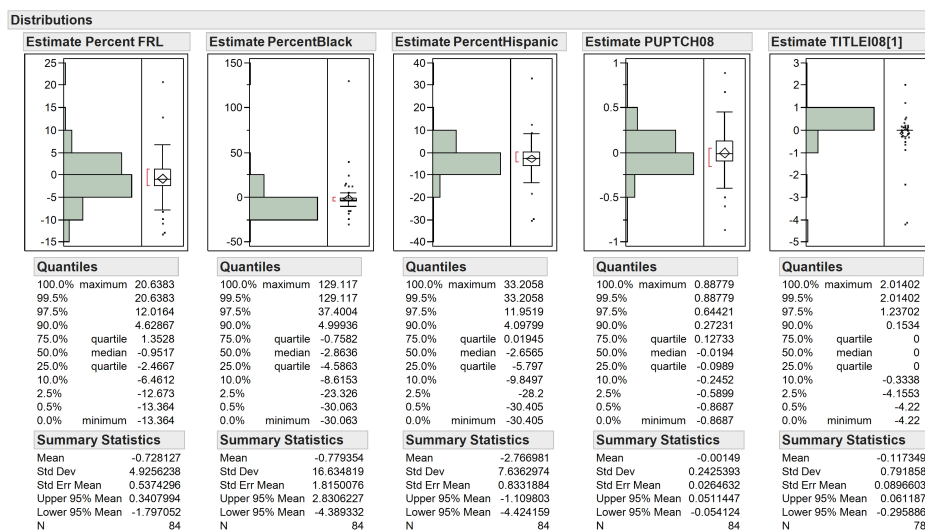 Distributions
Estimate Percent FRL
25
20
15
10
5
0
-5
-10
-15
Quantiles
100.0% maximum 20.6383
99.5% 20.6383
97.5% 12.0164
90.0% 4.62867
75.0% quartile 1.3528
50.0% median -0.9517
25.0% quartile -2.4667
10.0% -6.4612
2.5% -12.673
0.5% -13.364
0.0% minimum -13.364
Summary Statistics
Mean -0.728127
Std Dev 4.9256238
Std Err Mean 0.5374296
Upper 95% Mean 0.3407994
Lower 95% Mean -1.797052
N 84
Estimate PercentBlack
150
100
50
0
-50
Quantiles
100.0% maximum 129.117
99.5% 129.117
97.5% 37.4004
90.0% 4.99936
75.0% quartile -0.7582
50.0% median -2.8636
25.0% quartile -4.5863
10.0% -8.6153
2.5% -23.326
0.5% -30.063
0.0% minimum -30.063
Summary Statistics
Mean -0.779354
Std Dev 16.634819
Std Err Mean 1.8150076
Upper 95% Mean 2.8306227
Lower 95% Mean -4.389332
N 84
Estimate PercentHispanic
40
30
20
10
0
-10
-20
-30
-40
Quantiles
100.0% maximum 33.2058
99.5% 33.2058
97.5% 11.9519
90.0% 4.09799
75.0% quartile 0.01945
50.0% median -2.6565
25.0% quartile -5.797
10.0% -9.8497
2.5% -28.2
0.5% -30.405
0.0% minimum -30.405
Summary Statistics
Mean -2.766981
Std Dev 7.6362974
Std Err Mean 0.8331884
Upper 95% Mean -1.109803
Lower 95% Mean -4.424159
N 84
Estimate PUPTCH08
1
0.5
0
-0.5
-1
Quantiles
100.0% maximum 0.88779
99.5% 0.88779
97.5% 0.64421
90.0% 0.27231
75.0% quartile 0.12733
50.0% median -0.0194
25.0% quartile -0.0989
10.0% -0.2452
2.5% -0.5899
0.5% -0.8687
0.0% minimum -0.8687
Summary Statistics
Mean -0.00149
Std Dev 0.2425393
Std Err Mean 0.0264632
Upper 95% Mean 0.0511447
Lower 95% Mean -0.054124
N 84
Estimate TITLEI08[1]
3
2
1
0
-1
-2
-3
-4
-5
Quantiles
100.0% maximum 2.01402
99.5% 2.01402
97.5% 1.23702
90.0% 0.1534
75.0% quartile 0
50.0% median 0
25.0% quartile 0
10.0% -0.3338
2.5% -4.1553
0.5% -4.22
0.0% minimum -4.22
Summary Statistics
Mean -0.117349
Std Dev 0.791858
Std Err Mean 0.0896603
Upper 95% Mean 0.061187
Lower 95% Mean -0.295886
N 78